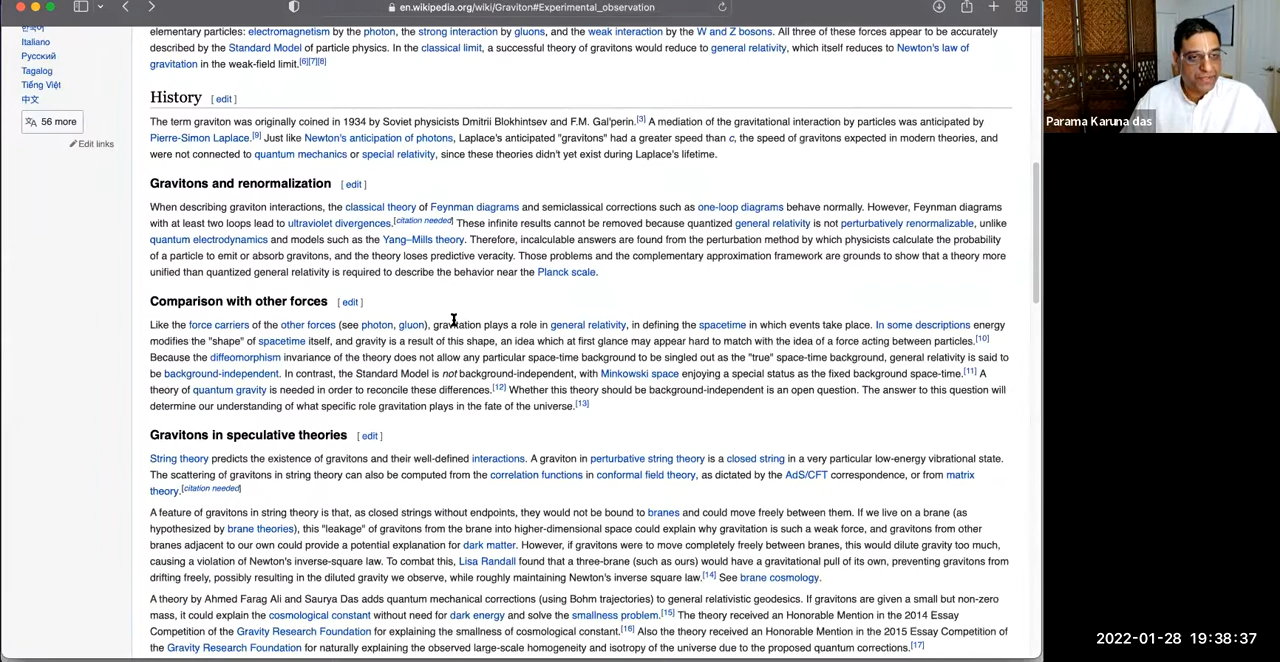 en.wikipedia.org/wiki/Graviton#Experimental_observation
한국어
Italiano
Русский
Tagalog
Tiếng Việt
中文
56 more
Edit links
elementary particles: electromagnetism by the photon, the strong interaction by gluons, and the weak interaction by the W and Z bosons. All three of these forces appear to be accurately
described by the Standard Model of particle physics. In the classical limit, a successful theory of gravitons would reduce to general relativity, which itself reduces to Newton's law of
gravitation in the weak-field limit.[6][7][8]
History [ edit ]
The term graviton was originally coined in 1934 by Soviet physicists Dmitrii Blokhintsev and F.M. Gal'perin.[3] A mediation of the gravitational interaction by particles was anticipated by
Pierre-Simon Laplace.[9] Just like Newton's anticipation of photons, Laplace's anticipated "gravitons" had a greater speed than c, the speed of gravitons expected in modern theories, and
were not connected to quantum mechanics or special relativity, since these theories didn't yet exist during Laplace's lifetime.
Gravitons and renormalization [ edit ]
When describing graviton interactions, the classical theory of Feynman diagrams and semiclassical corrections such as one-loop diagrams behave normally. However, Feynman diagrams
with at least two loops lead to ultraviolet divergences.[citation needed] These infinite results cannot be removed because quantized general relativity is not perturbatively renormalizable, unlike
quantum electrodynamics and models such as the Yang–Mills theory. Therefore, incalculable answers are found from the perturbation method by which physicists calculate the probability
of a particle to emit or absorb gravitons, and the theory loses predictive veracity. Those problems and the complementary approximation framework are grounds to show that a theory more
unified than quantized general relativity is required to describe the behavior near the Planck scale.
Comparison with other forces [ edit ]
Like the force carriers of the other forces (see photon, gluon), gravitation plays a role in general relativity, in defining the spacetime in which events take place. In some descriptions energy
modifies the "shape" of spacetime itself, and gravity is a result of this shape, an idea which at first glance may appear hard to match with the idea of a force acting between particles.[10]
Because the diffeomorphism invariance of the theory does not allow any particular space-time background to be singled out as the "true" space-time background, general relativity is said to
be background-independent. In contrast, the Standard Model is not background-independent, with Minkowski space enjoying a special status as the fixed background space-time.[11] A
theory of quantum gravity is needed in order to reconcile these differences.[12] Whether this theory should be background-independent is an open question. The answer to this question will
determine our understanding of what specific role gravitation plays in the fate of the universe.[13]
Gravitons in speculative theories [ edit ]
String theory predicts the existence of gravitons and their well-defined interactions. A graviton in perturbative string theory is a closed string in a very particular low-energy vibrational state.
The scattering of gravitons in string theory can also be computed from the correlation functions in conformal field theory, as dictated by the AdS/CFT correspondence, or from matrix
theory.[citation needed]
A feature of gravitons in string theory is that, as closed strings without endpoints, they would not be bound to branes and could move freely between them. If we live on a brane (as
hypothesized by brane theories), this "leakage" of gravitons from the brane into higher-dimensional space could explain why gravitation is such a weak force, and gravitons from other
branes adjacent to our own could provide a potential explanation for dark matter. However, if gravitons were to move completely freely between branes, this would dilute gravity too much,
causing a violation of Newton's inverse-square law. To combat this, Lisa Randall found that a three-brane (such as ours) would have a gravitational pull of its own, preventing gravitons from
drifting freely, possibly resulting in the diluted gravity we observe, while roughly maintaining Newton's inverse square law.[14] See brane cosmology.
A theory by Ahmed Farag Ali and Saurya Das adds quantum mechanical corrections (using Bohm trajectories) to general relativistic geodesics. If gravitons are given a small but non-zero
mass, it could explain the cosmological constant without need for dark energy and solve the smallness problem.[15] The theory received an Honorable Mention in the 2014 Essay
Competition of the Gravity Research Foundation for explaining the smallness of cosmological constant.[16] Also the theory received an Honorable Mention in the 2015 Essay Competition of
the Gravity Research Foundation for naturally explaining the observed large-scale homogeneity and isotropy of the universe due to the proposed quantum corrections.[17]
Parama Karuna das
2022-01-28 19:38:37